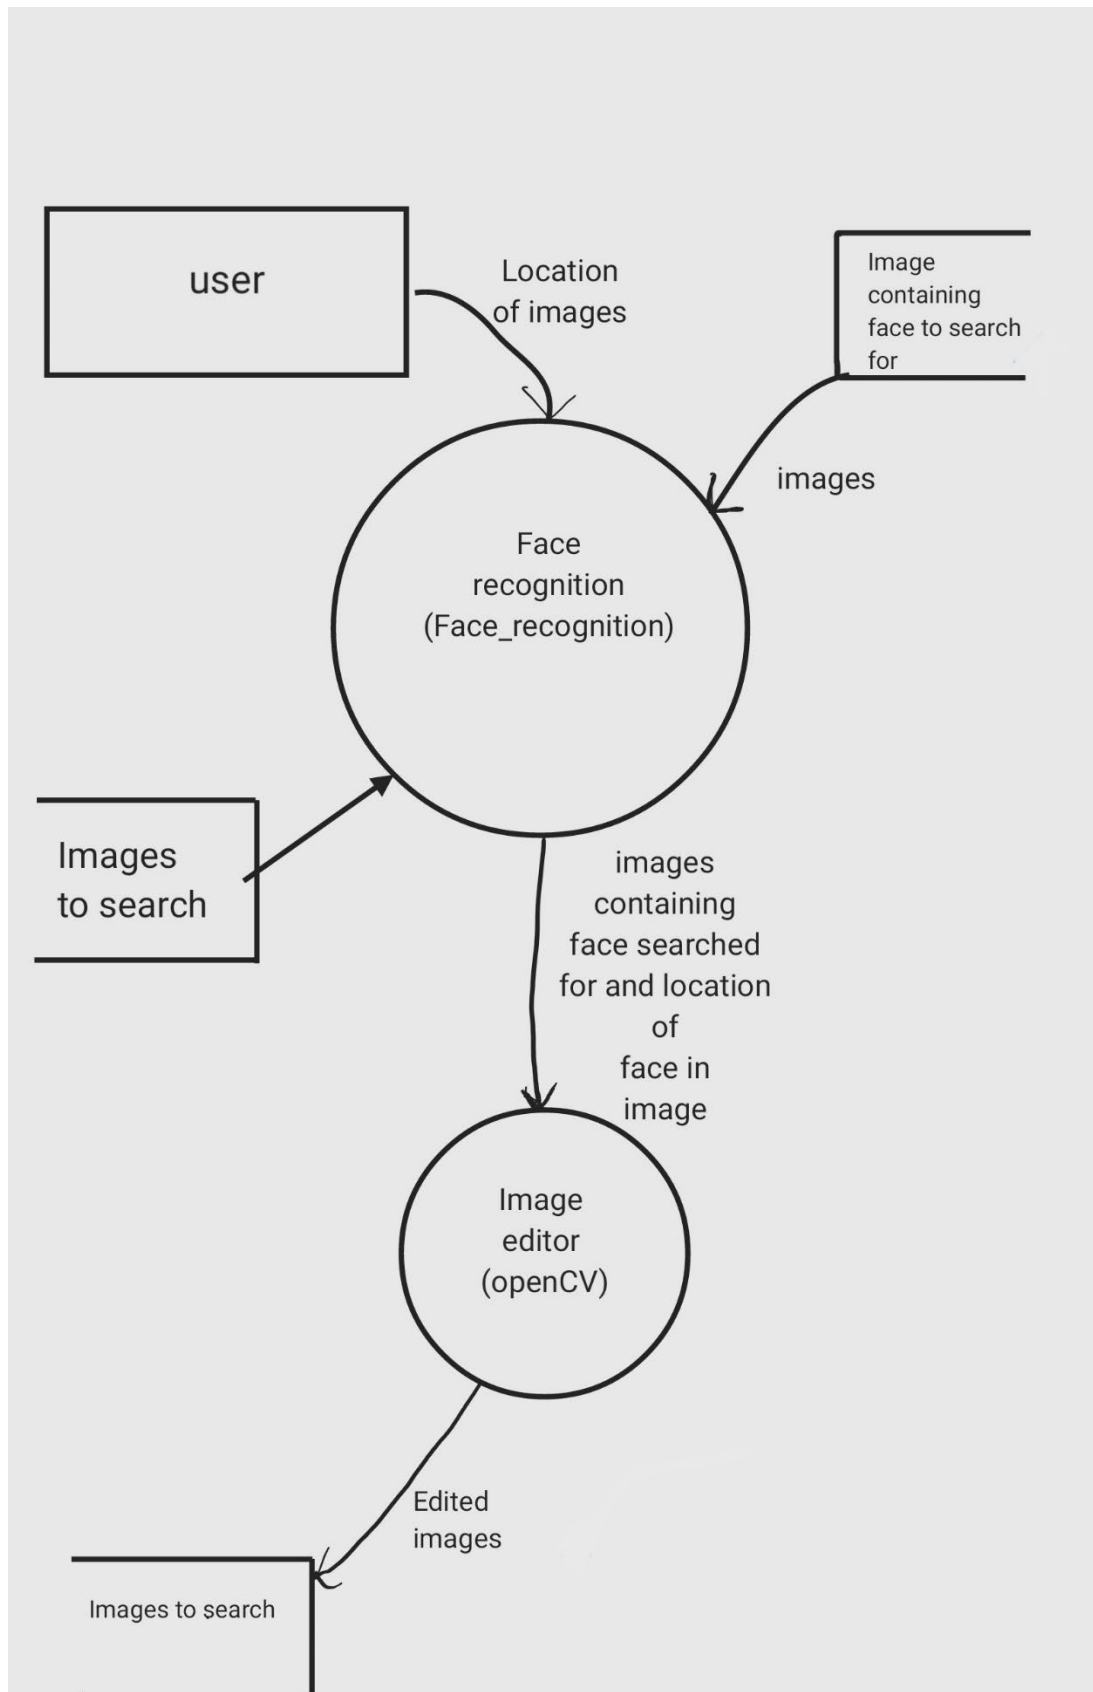 user
Location
of images
Image
containing
face to search
for
images
Face
recognition
(Face_recognition)
Images
to search
images
containing
face searched
for and location
of
face in
image
Image
editor
(openCV)
Edited
images
Images to search